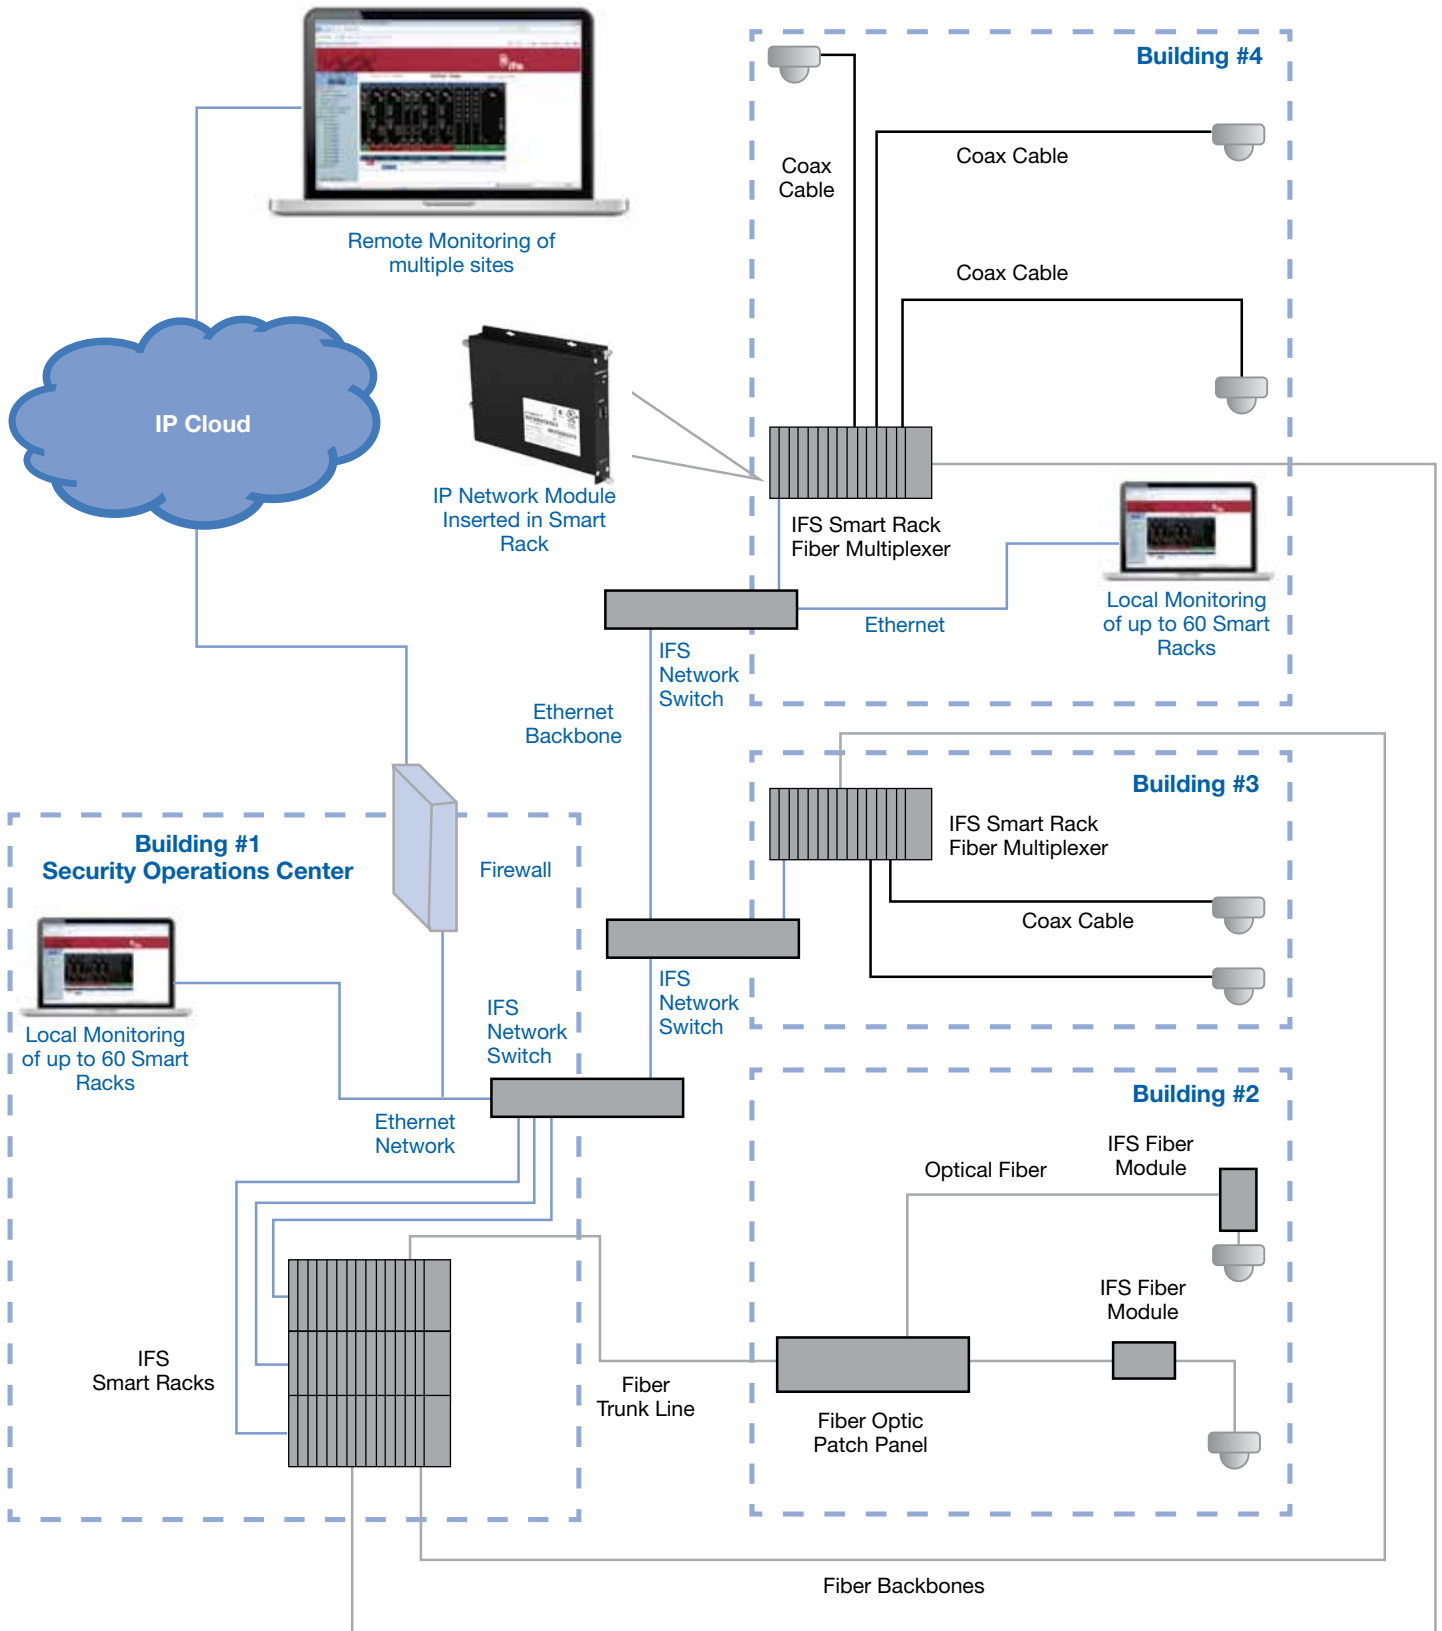 Building #4
Coax
Cable
Coax Cable
Coax Cable
Remote Monitoring of
multiple sites
IP Cloud
IP Network Module
Inserted in Smart
Rack
IFS Smart Rack
Fiber Multiplexer
Ethernet
Local Monitoring
of up to 60 Smart
Racks
IFS
Network
Switch
Ethernet
Backbone
Building #3
IFS Smart Rack
Fiber Multiplexer
Coax Cable
IFS
Network
Switch
Building #1
Security Operations Center
Firewall
Local Monitoring
of up to 60 Smart
Racks
IFS
Network
Switch
Ethernet
Network
IFS
Smart Racks
Building #2
Optical Fiber
IFS Fiber
Module
IFS Fiber
Module
Fiber
Trunk Line
Fiber Optic
Patch Panel
Fiber Backbones